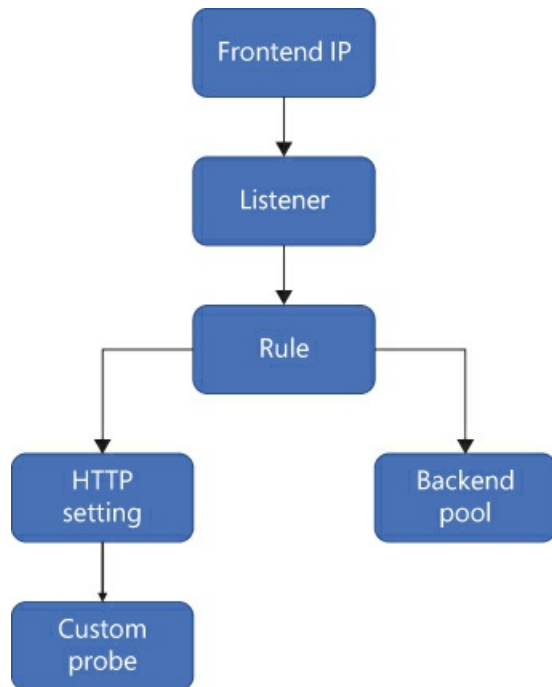 Frontend IP
Listener
Rule
HTTP
setting
Backend
pool
Custom
probe